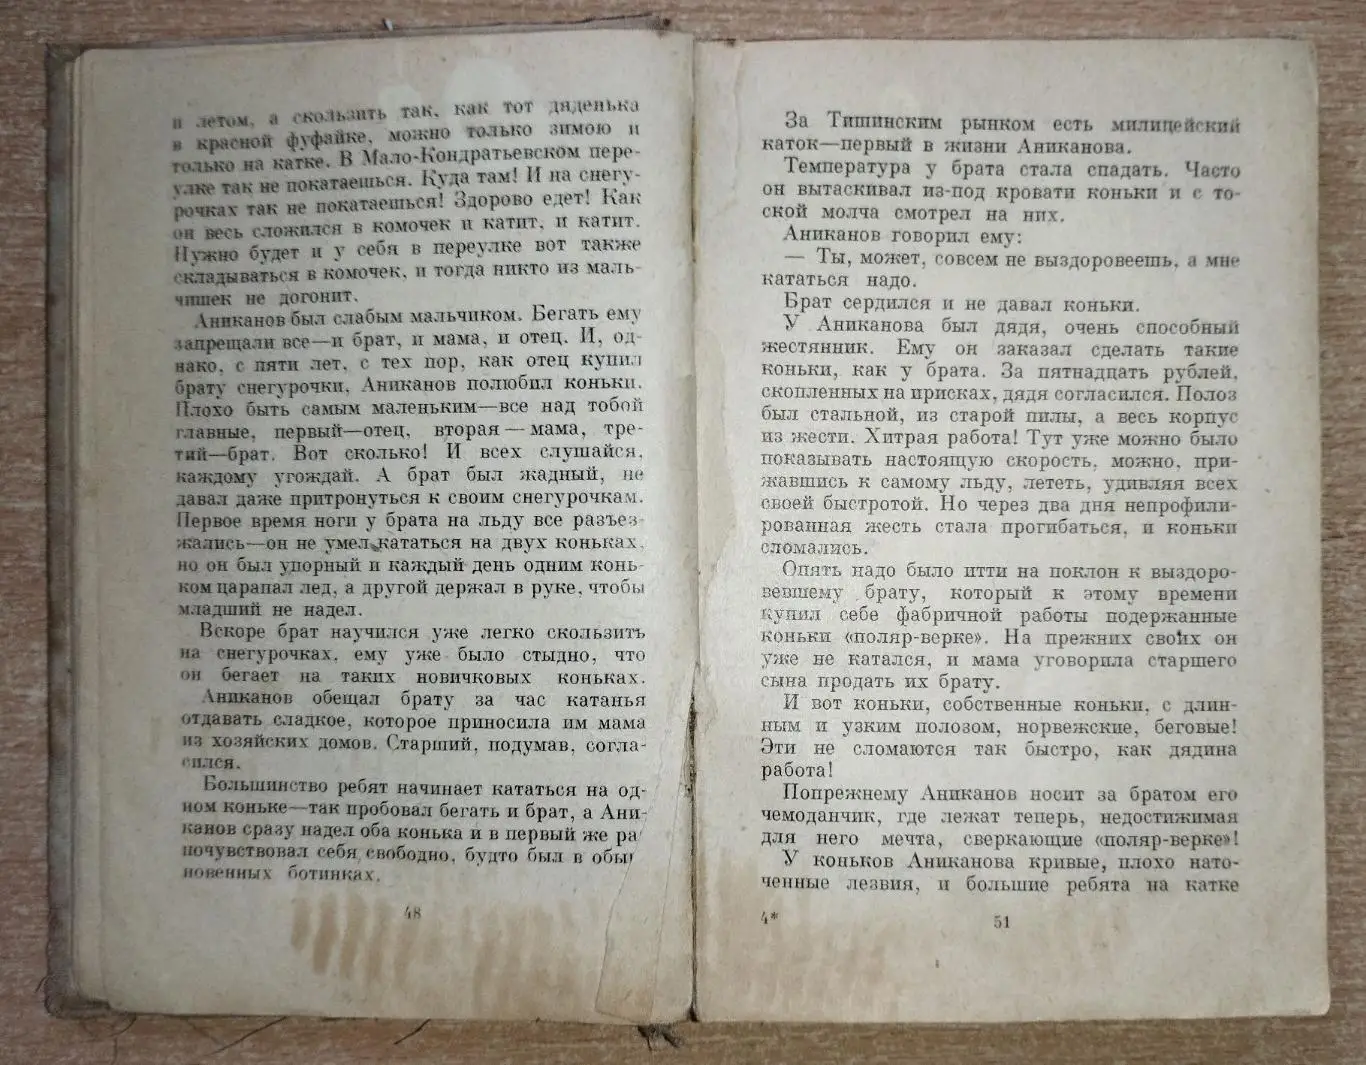 и летом, а скользить так, как тот дяденька
в красной фуфайке, можно только зимою и
только на катке. В Мало-Кондратьевском пере-
улке так не покатаешься. Куда там! И на снегу-
рочках так не покатаешься! Здорово едет! Как
он весь сложился в комочек и катит, и катит.
Нужно будет и у себя в переулке вот также
складываться в комочек, и тогда никто из маль-
чишек не догонит.
Аниканов был слабым мальчиком. Бегать ему
запрещали все—и брат, и мама, и отец. И, од-
нако, с пяти лет, с тех пор, как отец купил
брату снегурочки, Аниканов полюбил коньки.
Плохо быть самым маленьким—все над тобой
главные, первый—отец, вторая — мама, тре-
тий—брат. Вот сколько! И всех слушайся,
каждому угождай. А брат был жадный, не
давал даже притронуться к своим снегурочкам.
Первое время ноги у брата на льду все разъез-
жались—он не умел кататься на двух коньках,
но он был упорный и каждый день одним конь-
ком царапал лед, а другой держал в руке, чтобы
младший не надел.
Вскоре брат научился уже легко скользить
на снегурочках, ему уже было стыдно, что
он бегает на таких новичковых коньках.
Аниканов обещал брату за час катанья
отдавать сладкое, которое приносила им мама
из хозяйских домов. Старший, подумав, согла-
сился.
Большинство ребят начинает кататься на од-
ном коньке—так пробовал бегать и брат, а Ани-
канов сразу надел оба конька и в первый же ра
почувствовал себя свободно, будто был в обы
новенных ботинках.
48
За Тишинским рынком есть милицейский
каток—первый в жизни Аниканова.
Температура у брата стала спадать. Часто
он вытаскивал из-под кровати коньки и с то-
ской молча смотрел на них.
Аниканов говорил ему:
— Ты, может, совсем не выздоровеешь, а мне
кататься надо.
Брат сердился и не давал коньки.
У Аниканова был дядя, очень способный
жестянник. Ему он заказал сделать такие
коньки, как у брата. За пятнадцать рублей,
скопленных на ирисках, дядя согласился. Полоз
был стальной, из старой пилы, а весь корпус
из жести. Хитрая работа! Тут уже можно было
показывать настоящую скорость, можно, при-
жавшись к самому льду, лететь, удивляя всех
своей быстротой. Но через два дня непрофили-
рованная жесть стала прогибаться, и коньки
сломались.
Опять надо было итти на поклон к выздоро-
вевшему брату, который к этому времени
купил себе фабричной работы подержанные
коньки «поляр-верке». На прежних своих он
уже не катался, и мама уговорила старшего
сына продать их брату.
И вот коньки, собственные коньки, с длин-
ным и узким полозом, норвежские, беговые!
Эти не сломаются так быстро, как дядина
работа!
Попрежнему Аниканов носит за братом его
чемоданчик, где лежат теперь, недостижимая
для него мечта, сверкающие «поляр-верке»!
У коньков Аниканова кривые, плохо нато-
ченные лезвия, и большие ребята на катке
4*
51